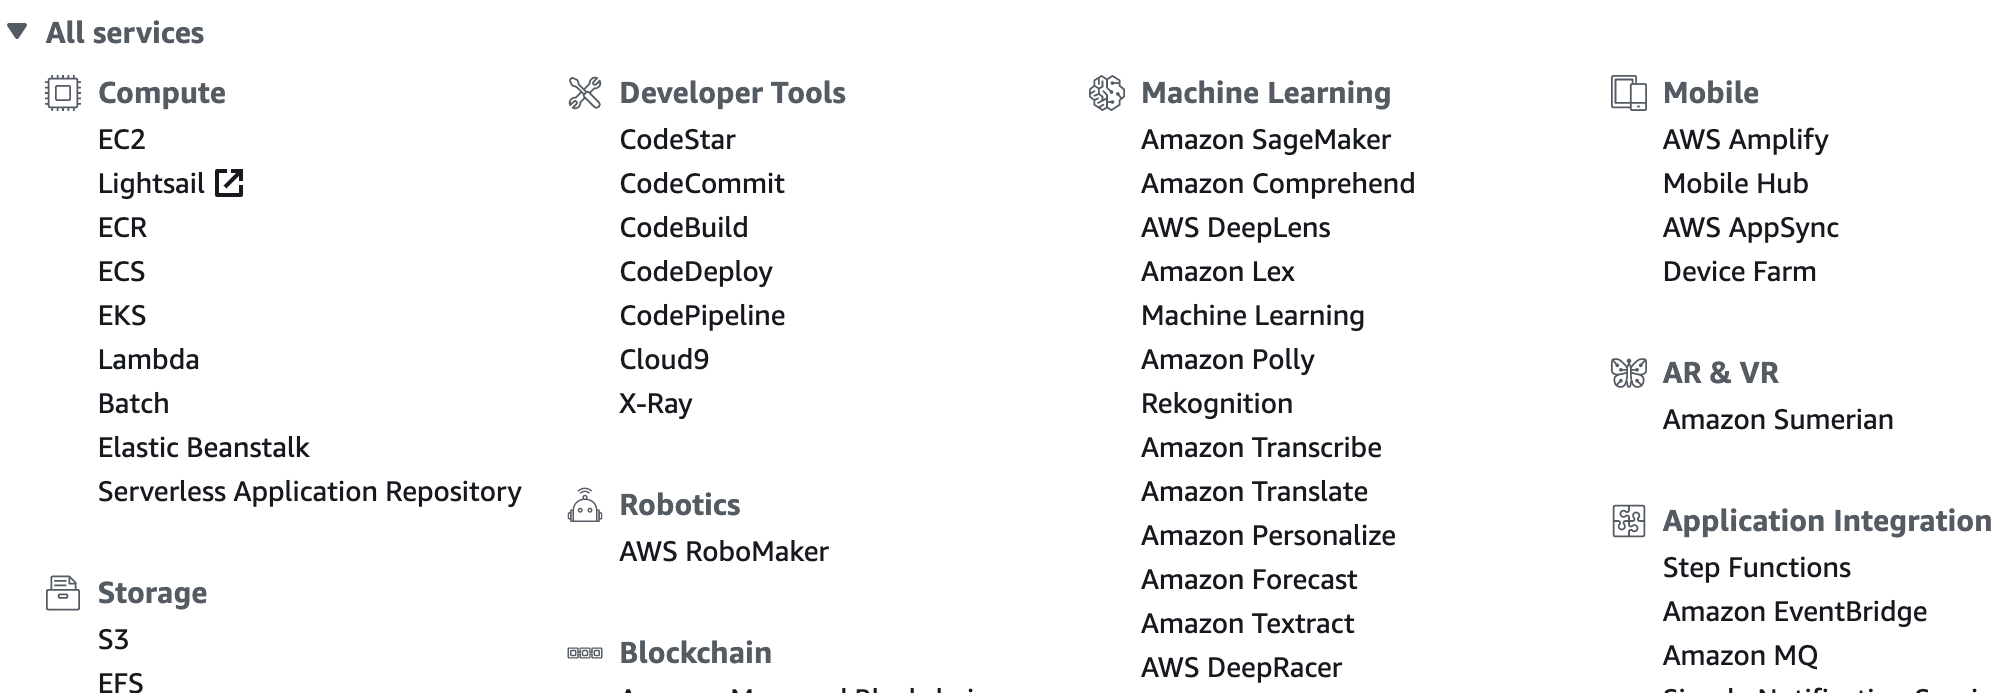 All services
Compute
EC2
Lightsail
ECR
ECS
EKS
Lambda
Batch
Elastic Beanstalk
Serverless Application Repository
Storage
S3
EFS
Developer Tools
CodeStar
CodeCommit
CodeBuild
CodeDeploy
CodePipeline
Cloud9
X-Ray
Robotics
AWS RoboMaker
Blockchain
Machine Learning
Amazon SageMaker
Amazon Comprehend
AWS DeepLens
Amazon Lex
Machine Learning
Amazon Polly
Rekognition
Amazon Transcribe
Amazon Translate
Amazon Personalize
Amazon Forecast
Amazon Textract
AWS DeepRacer
Mobile
AWS Amplify
Mobile Hub
AWS AppSync
Device Farm
AR & VR
Amazon Sumerian
Application Integration
Step Functions
Amazon EventBridge
Amazon MQ